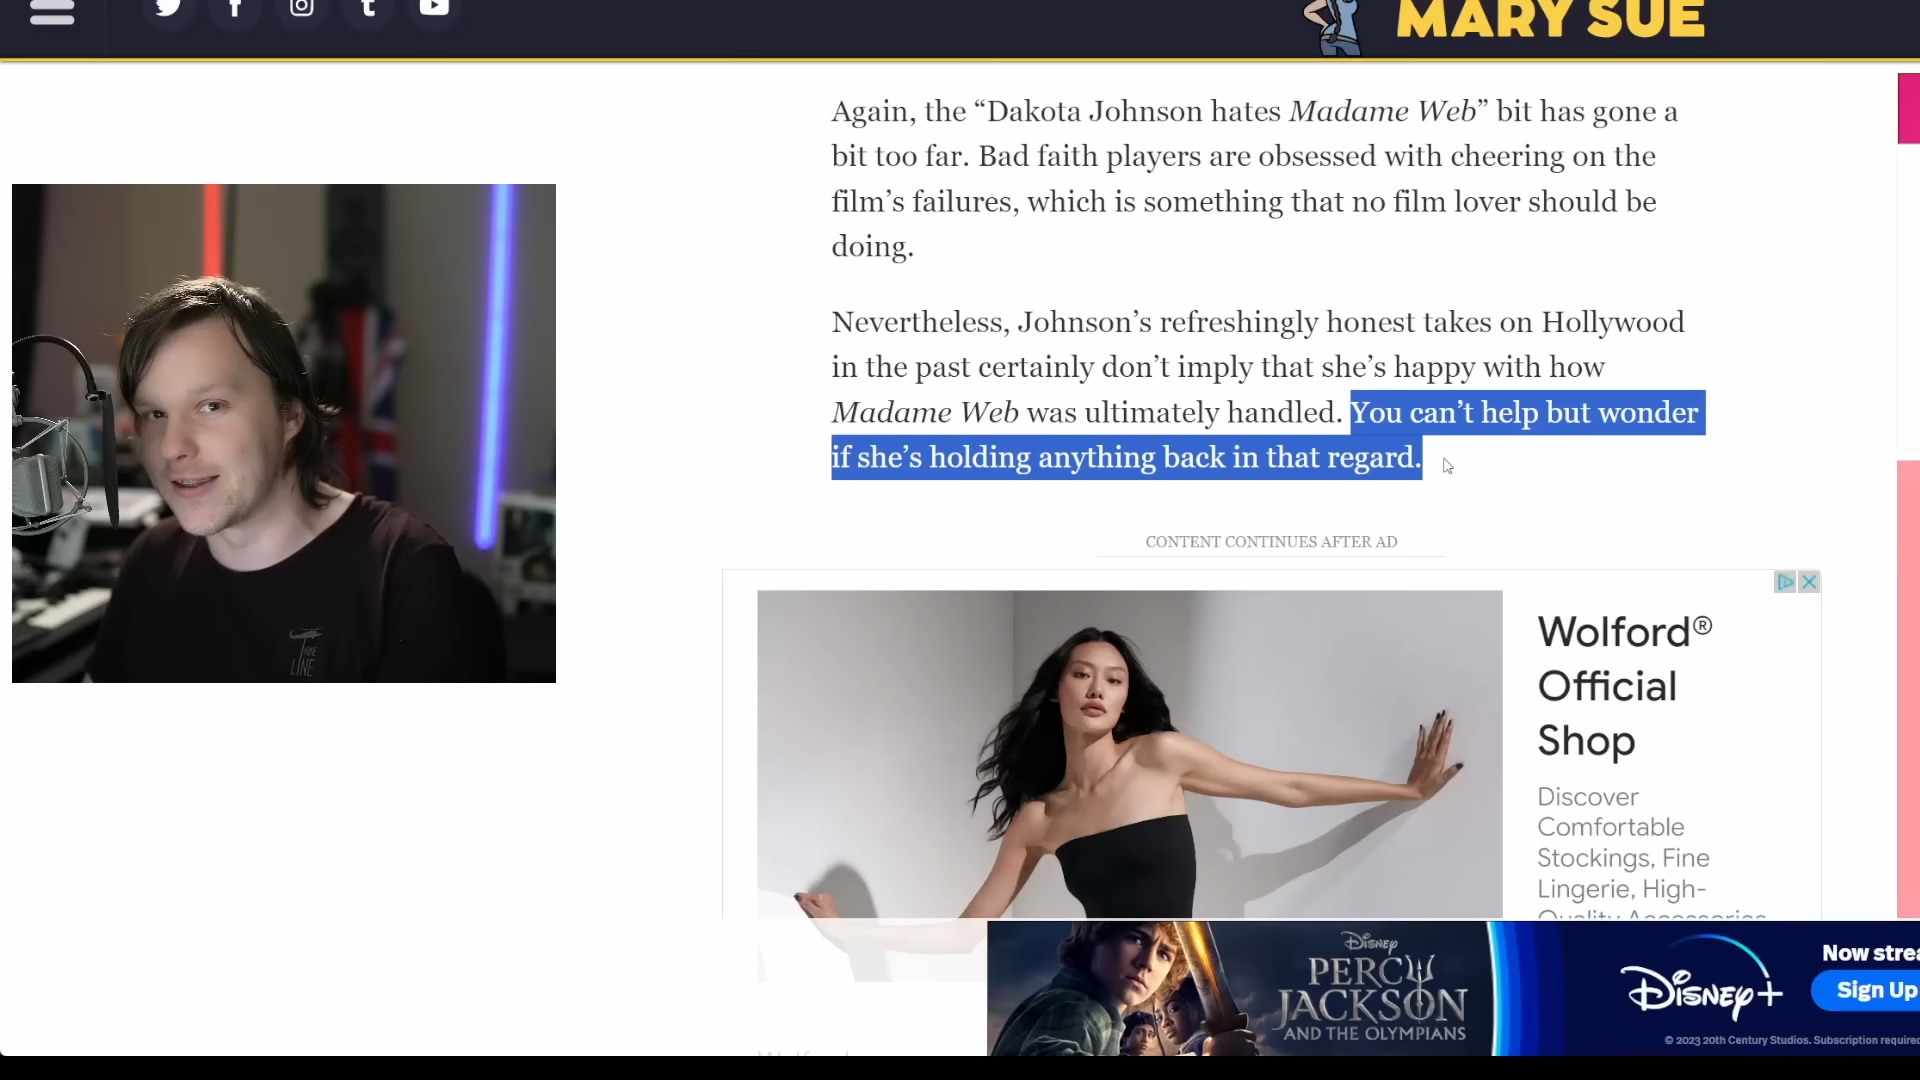 MARY SUE
Again, the “Dakota Johnson hates Madame Web” bit has gone a
bit too far. Bad faith players are obsessed with cheering on the
film’s failures, which is something that no film lover should be
doing.
Nevertheless, Johnson’s refreshingly honest takes on Hollywood
in the past certainly don’t imply that she’s happy with how
Madame Web was ultimately handled. You can’t help but wonder
if she’s holding anything back in that regard.
CONTENT CONTINUES AFTER AD
Wolford®
Official
Shop
Discover
Comfortable
Stockings, Fine
Lingerie, High-
Quality Accessories
LINE
Disney
PERCY
JACKSON
AND THE OLYMPIANS
Disney+
Now strea
Sign Up
© 2023 20th Century Studios. Subscription required